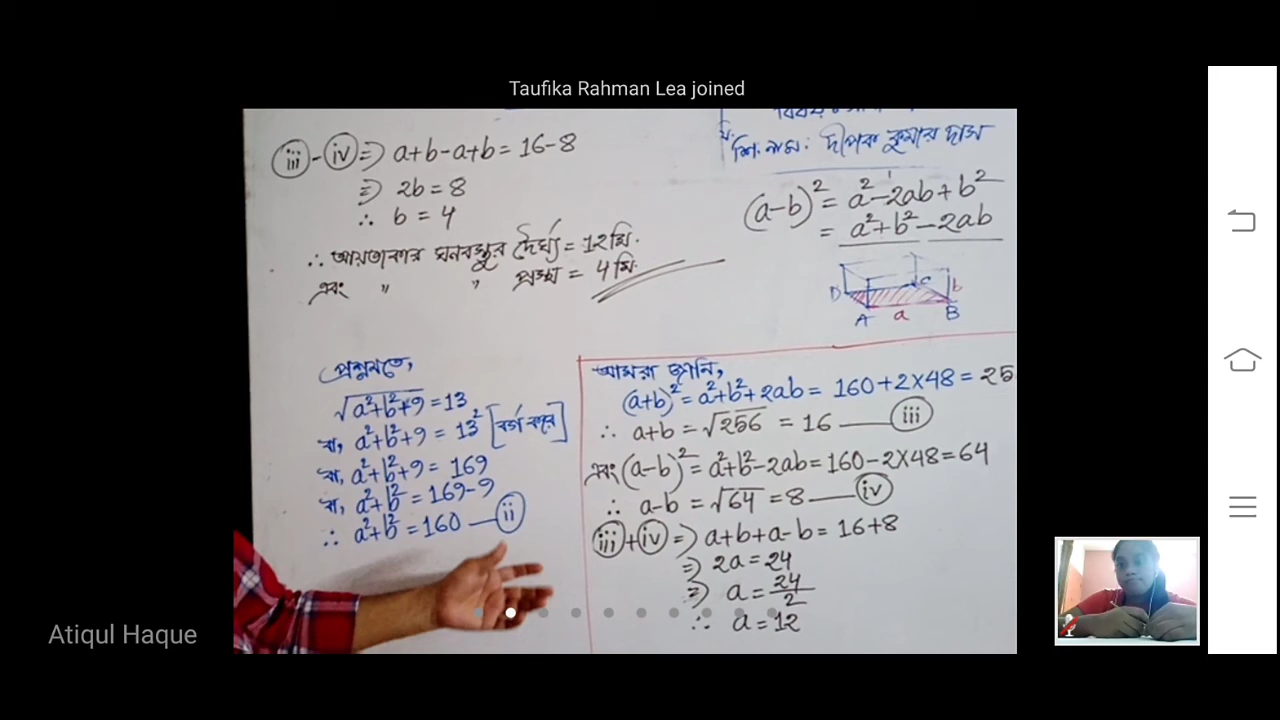 Taufika Rahman Lea joined
শি. নাম: দীপক কুমার দাস
(iii) - (iv) => a+b-a+b = 16-8
=> 2b = 8
∴ b = 4
∴ আয়তাকার ঘনবস্তুর দৈর্ঘ্য = 12 মি.
এবং " " প্রস্থ = 4 মি.
(a-b)² = a²-2ab+b²
= a²+b²-2ab
D C b
A a B
প্রশ্নমতে,
√a²+b²+9 = 13
বা, a²+b²+9 = 13² [বর্গ করে]
বা, a²+b²+9 = 169
বা, a²+b² = 169-9
∴ a²+b² = 160 — (ii)
আমরা জানি,
(a+b)² = a²+b²+2ab = 160+2×48 = 25
∴ a+b = √256 = 16 — (iii)
এবং (a-b)² = a²+b²-2ab = 160-2×48 = 64
∴ a-b = √64 = 8 — (iv)
(iii) + (iv) => a+b+a-b = 16+8
=> 2a = 24
=> a = 24/2
∴ a = 12
Atiqul Haque